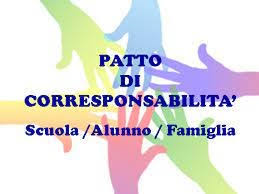 PATTO
DI
CORRESPONSABILITA’
Scuola /Alunno / Famiglia